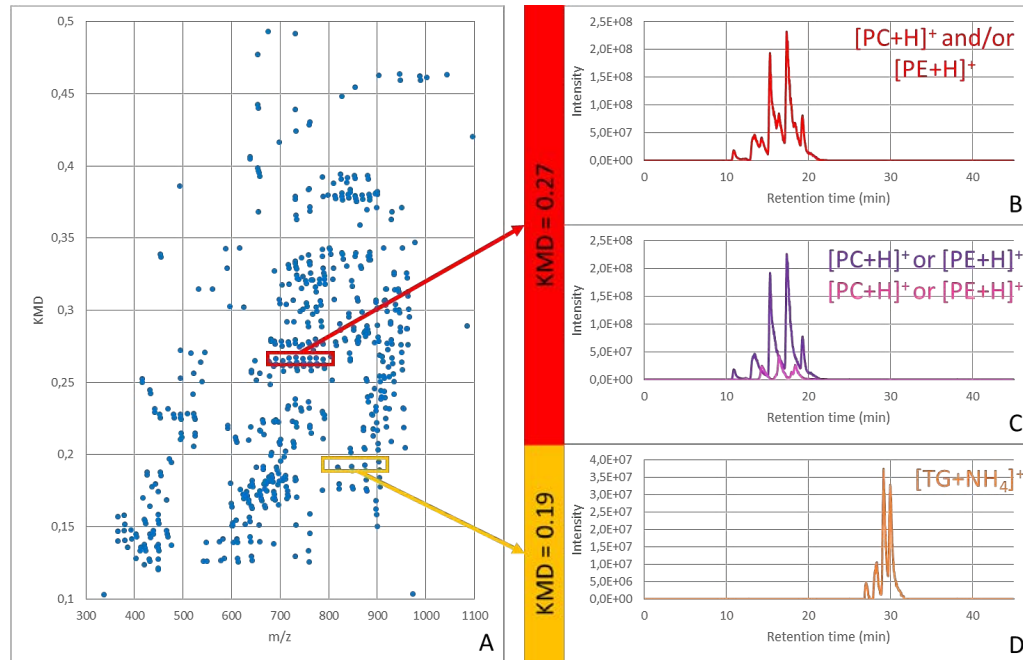 0,5
0,45
0,4
0,35
0,3
0,25
0,2
0,15
0,1
KMD
300 400 500 600 700 800 900 1000 1100
m/z
A
KMD = 0.27
KMD = 0.19
2,5E+08
2,0E+08
1,5E+08
1,0E+08
5,0E+07
0,0E+00
Intensity
[PC+H]+ and/or
[PE+H]+
0 10 20 30 40
Retention time (min)
B
2,5E+08
2,0E+08
1,5E+08
1,0E+08
5,0E+07
0,0E+00
Intensity
[PC+H]+ or [PE+H]+
[PC+H]+ or [PE+H]+
0 10 20 30 40
Retention time (min)
C
4,0E+07
3,5E+07
3,0E+07
2,5E+07
2,0E+07
1,5E+07
1,0E+07
5,0E+06
0,0E+00
Intensity
[TG+NH4]+
0 10 20 30 40
Retention time (min)
D